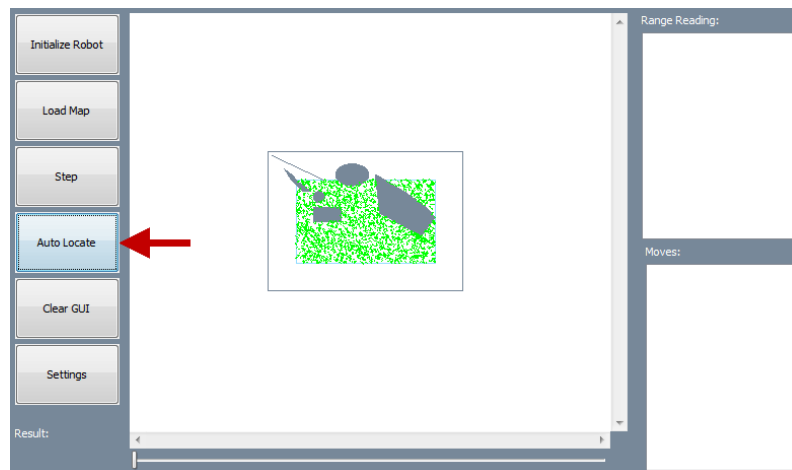 Initialize Robot
Load Map
Step
Auto Locate
Clear GUI
Settings
Result:
Range Reading:
Moves: